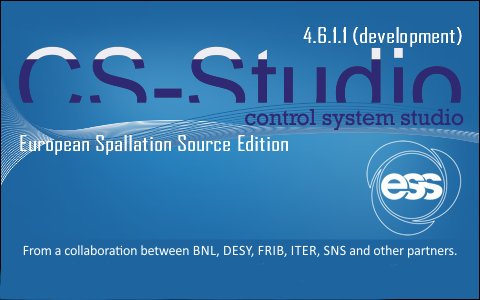 4.6.1.1 (development)
CS-Studio
control system studio
European Spallation Source Edition
ess
From a collaboration between BNL, DESY, FRIB, ITER, SNS and other partners.